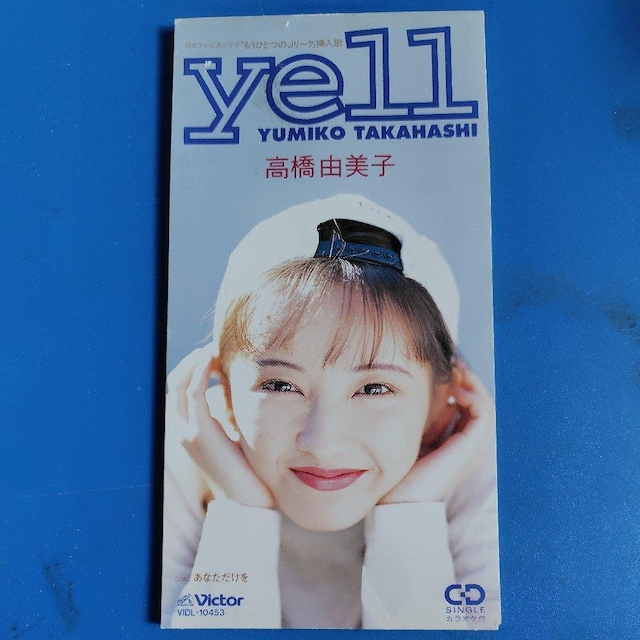 日本テレビ系ドラマ「もうひとつのJリーグ」挿入歌
yell
YUMIKO TAKAHASHI
高橋由美子
あなただけを
Victor
VIDL-10453
CD
SINGLE
カラオケ付